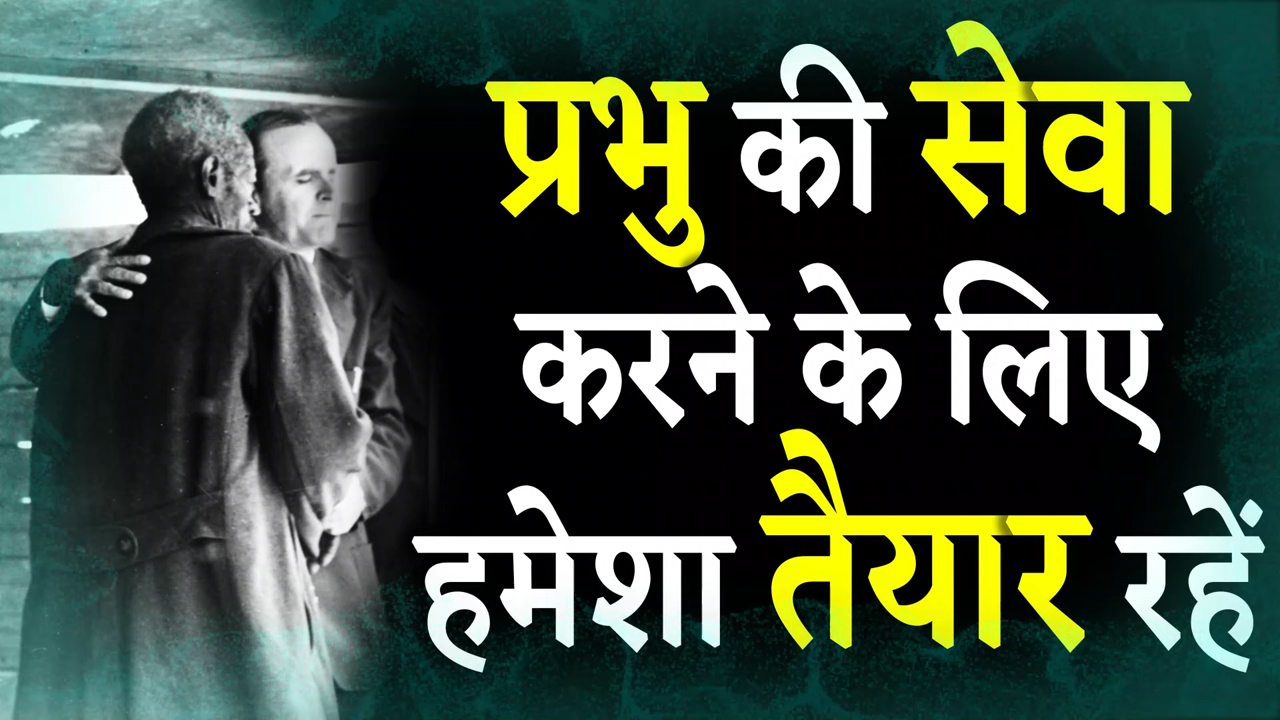 प्रभु की सेवा
करने के लिए
हमेशा तैयार रहें